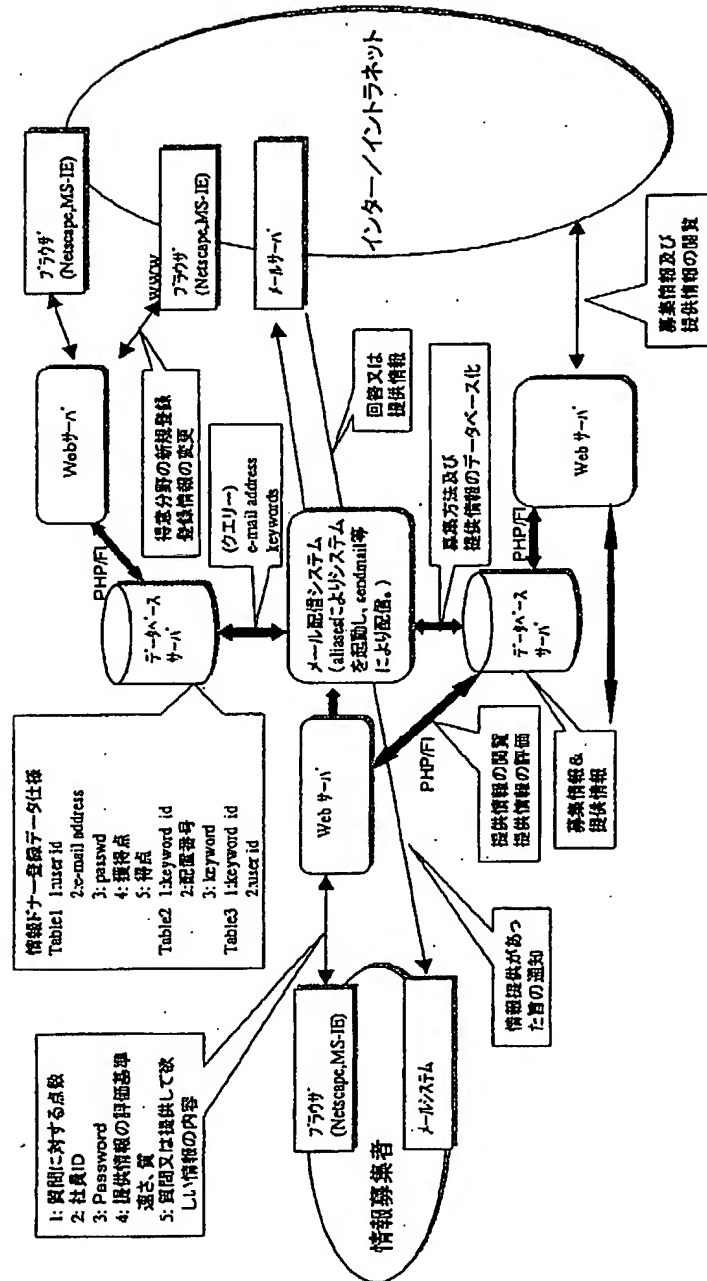 1: 質問に対する点数
2: 社員ID
3: Password
4: 提供情報の評価基準
速さ、質
5: 質問又は提供して欲
しい情報の内容
情報ドナー登録データ仕様
Table1 1:user id
2:e-mail address
3: passwd
4: 獲得点
5: 得点
Table2 1:keyword id
2:配置番号
3: keyword
Table3 1:keyword id
2:user id
データベース
サーバ
PHP/FI
Webサーバ
ブラウザ
(Netscape,MS-IE)
WWW
ブラウザ
(Netscape,MS-IE)
得意分野の新規登録
登録情報の変更
(クエリー)
e-mail address
keywords
メールサーバ
インター/イントラネット
情報募集者
ブラウザ
(Netscape,MS-IE)
メールシステム
Web サーバ
メール配信システム
(aliasesによりシステム
を起動し、sendmail等
により配信。)
回答又は
提供情報
募集方法及び
提供情報のデータベース化
PHP/FI
提供情報の閲覧
提供情報の評価
情報提供があっ
た旨の通知
データベース
サーバ
募集情報&
提供情報
PHP/FI
Web サーバ
募集情報及び
提供情報の閲覧